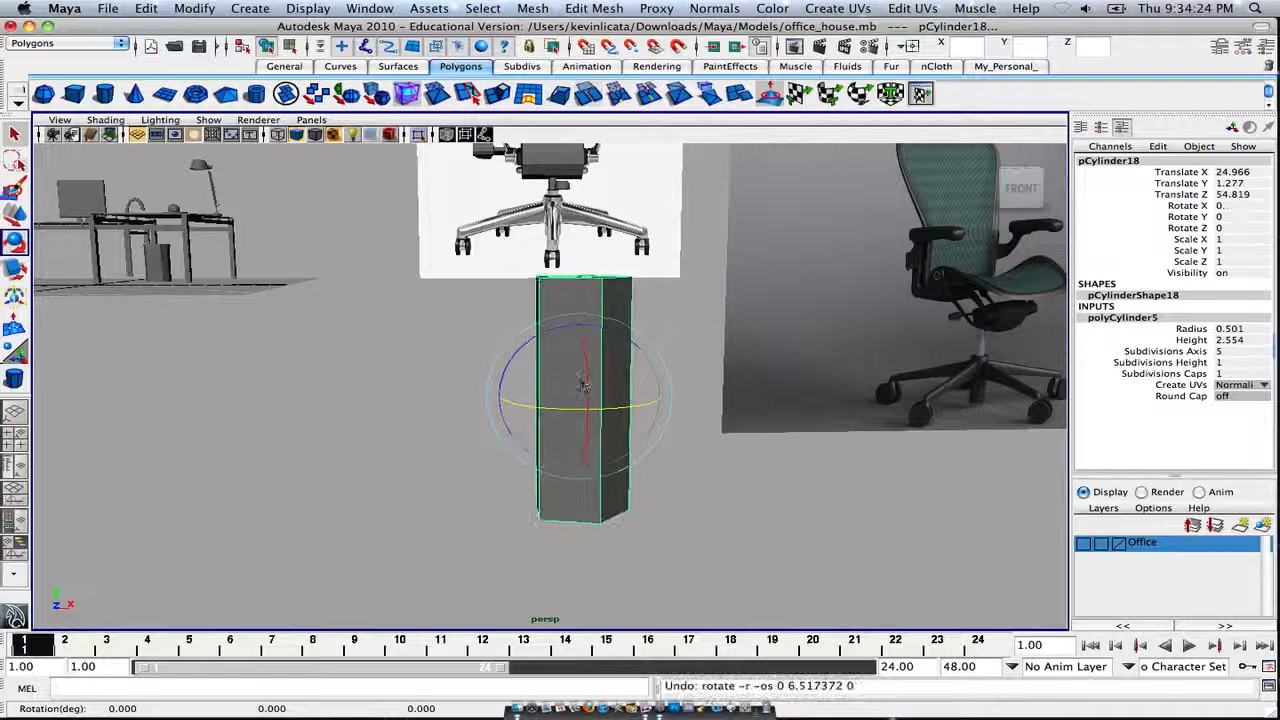 Maya File Edit Modify Create Display Window Assets Select Mesh Edit Mesh Proxy Normals Color Create UVs Edit UVs Muscle Help Thu 9:34:24 PM
Autodesk Maya 2010 - Educational Version: /Users/kevinlicata/Downloads/Maya/Models/office_house.mb --- pCylinder18...
Polygons X Y Z
General Curves Surfaces Polygons Subdivs Animation Rendering PaintEffects Muscle Fluids Fur nCloth My_Personal_
View Shading Lighting Show Renderer Panels
Channels Edit Object Show
pCylinder18
Translate X 24.966
Translate Y 1.277
Translate Z 54.819
Rotate X 0
Rotate Y 0
Rotate Z 0
Scale X 1
Scale Y 1
Scale Z 1
Visibility on
SHAPES
pCylinderShape18
INPUTS
polyCylinder5
Radius 0.501
Height 2.554
Subdivisions Axis 5
Subdivisions Height 1
Subdivisions Caps 1
Create UVs Normali
Round Cap off
FRONT
Display Render Anim
Layers Options Help
Office
y
z x
persp
<< >>
1 2 3 4 5 6 7 8 9 10 11 12 13 14 15 16 17 18 19 20 21 22 23 24 1.00
1
1.00 1.00 1 24 24.00 48.00 No Anim Layer o Character Set
MEL Undo: rotate -r -os 0 6.517372 0
Rotation(deg): 0.000 0.000 0.000